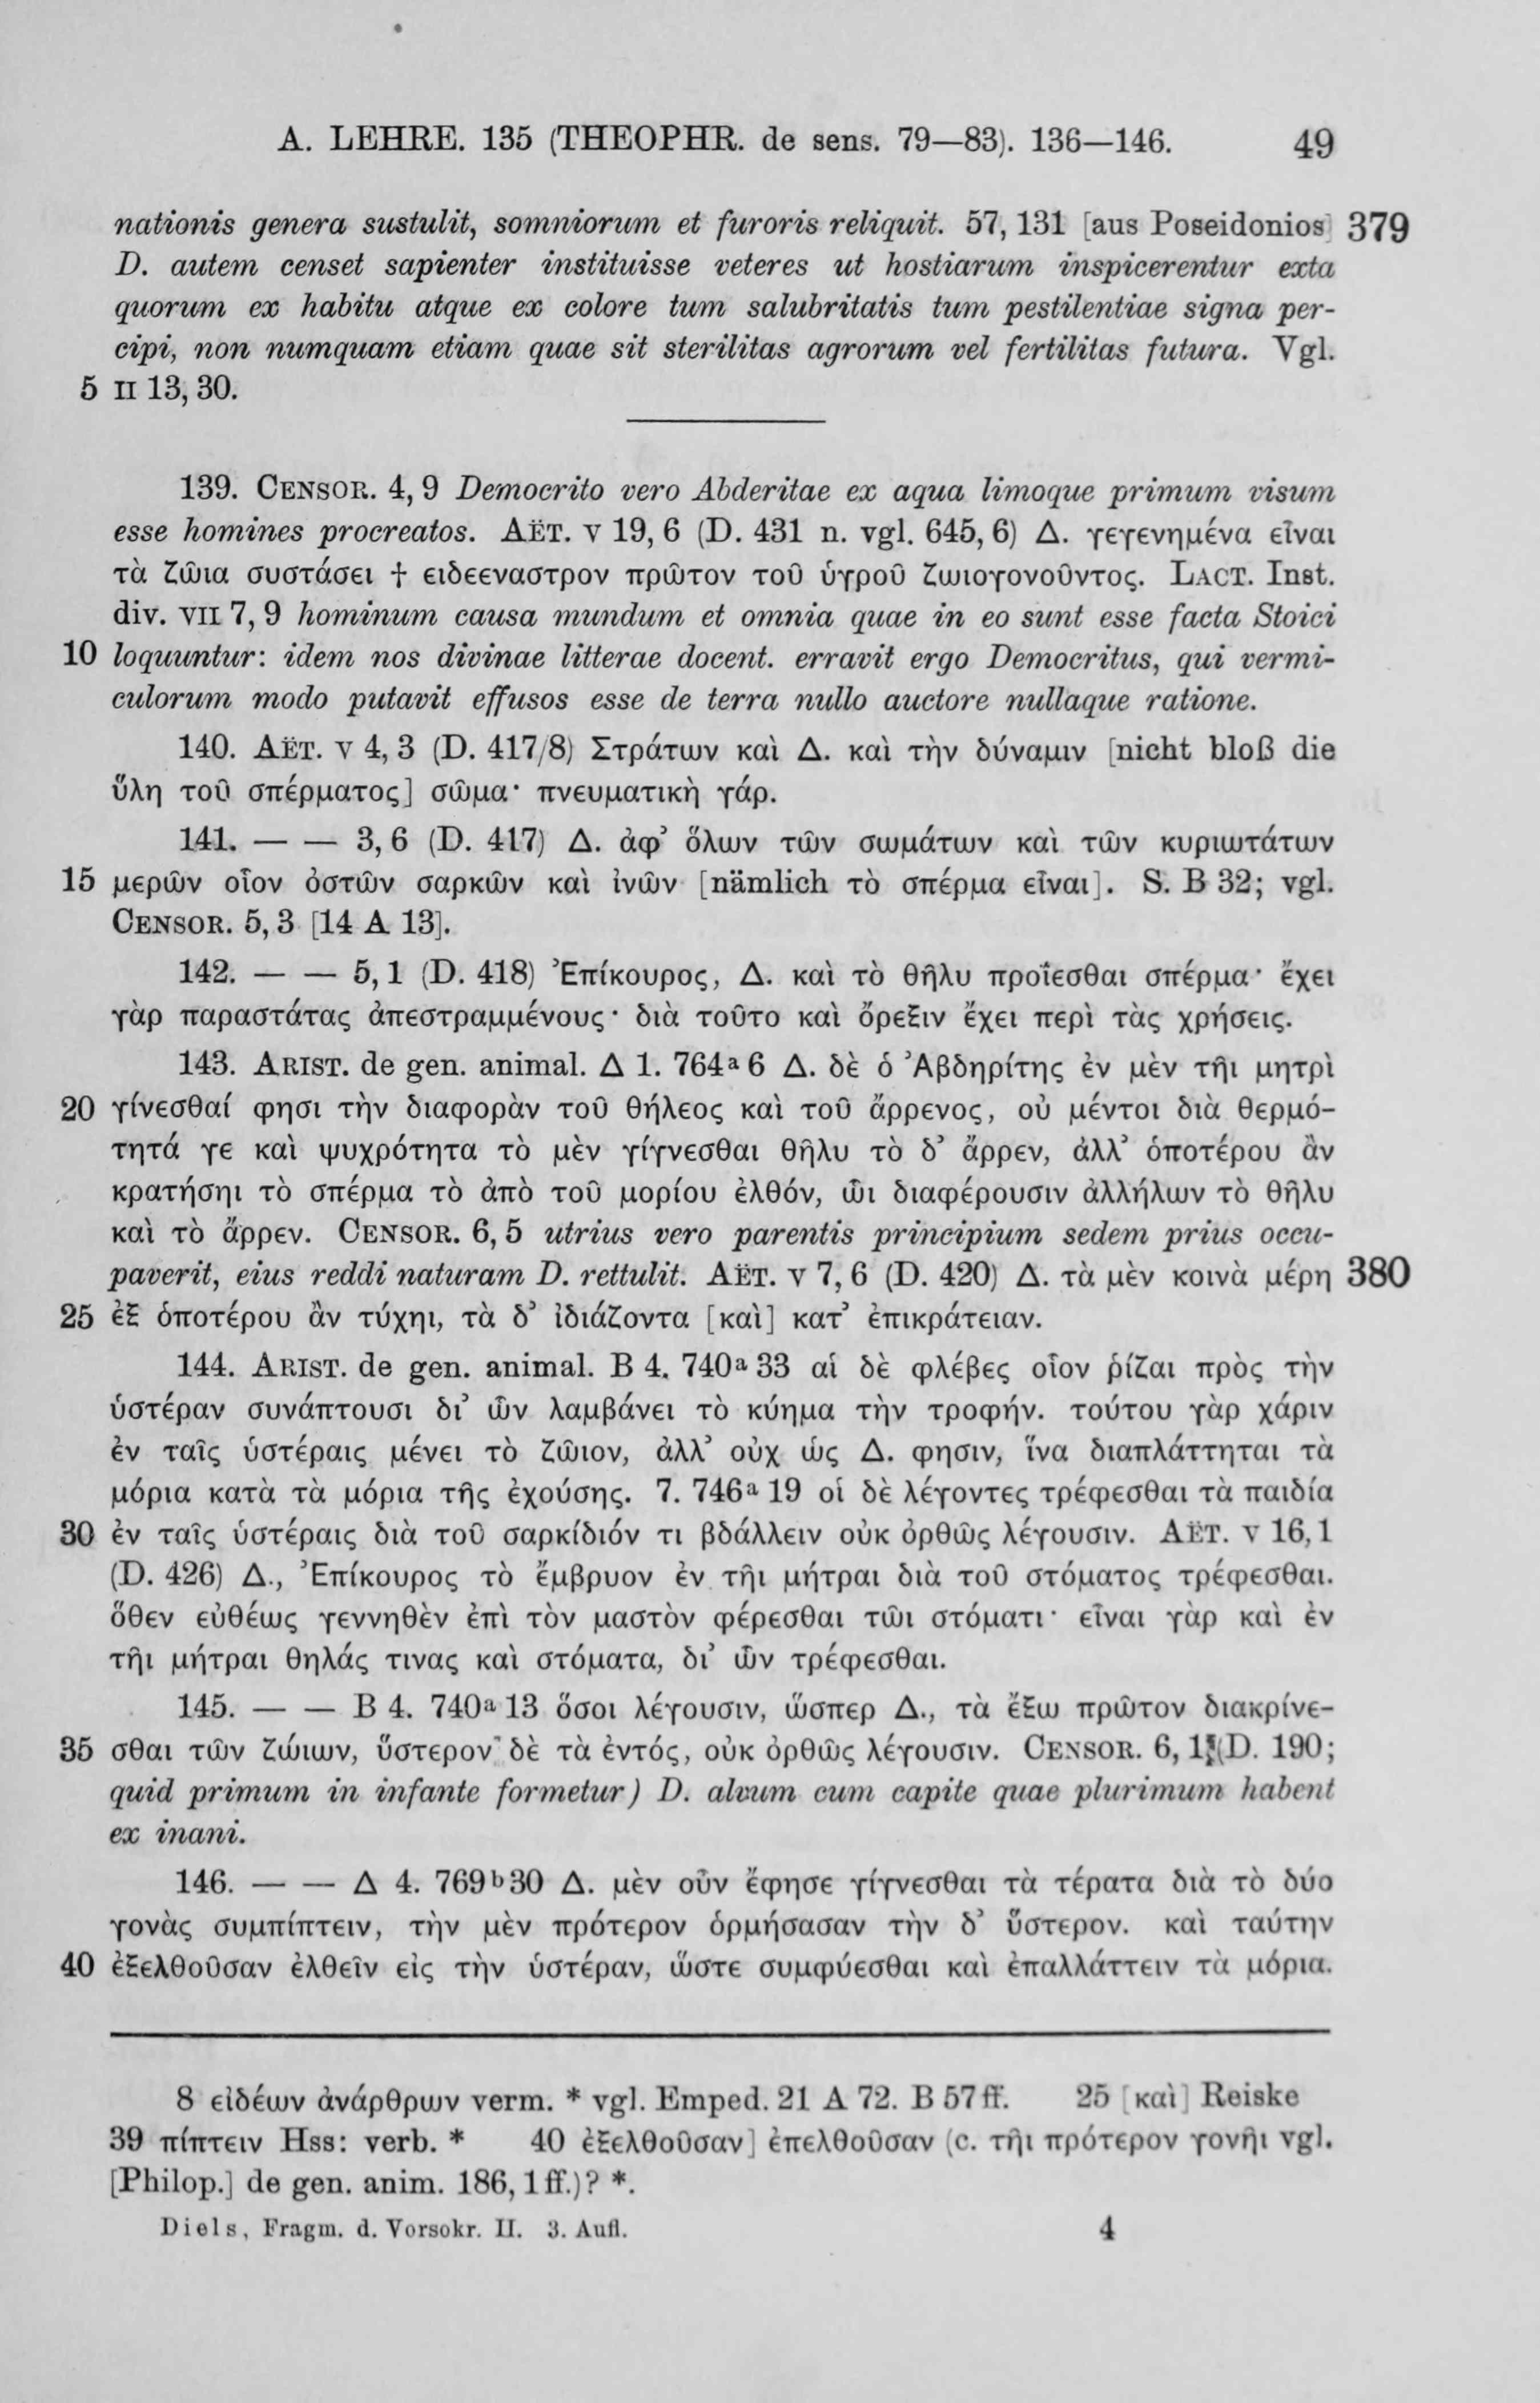 A. LEHRE. 135 (THEOPHR. de sens. 79—83). 136—146. 49
nationis genera sustulit, somniorum et furoris reliquit. 57, 131 [aus Poseidonios] 379
D. autem censet sapienter instituisse veteres ut hostiarum inspicerentur exta
quorum ex habitu atque ex colore tum salubritatis tum pestilentiae signa per-
cipi, non numquam etiam quae sit sterilitas agrorum vel fertilitas futura. Vgl.
5 II 13, 30.
139. CENSOR. 4, 9 Democrito vero Abderitae ex aqua limoque primum visum
esse homines procreatos. AËT. V 19, 6 (D. 431 n. vgl. 645, 6) Δ. γεγενημένα εἶναι
τὰ ζῶια συστάσει † ειδεεναστρον πρῶτον τοῦ ὑγροῦ ζωιογονοῦντος. LACT. Inst.
div. VII 7, 9 hominum causa mundum et omnia quae in eo sunt esse facta Stoici
10 loquuntur: idem nos divinae litterae docent. erravit ergo Democritus, qui vermi-
culorum modo putavit effusos esse de terra nullo auctore nullaque ratione.
140. AËT. V 4, 3 (D. 417/8) Στράτων καὶ Δ. καὶ τὴν δύναμιν [nicht bloß die
ὕλη τοῦ σπέρματος] σῶμα· πνευματικὴ γάρ.
141. — — 3, 6 (D. 417) Δ. ἀφ’ ὅλων τῶν σωμάτων καὶ τῶν κυριωτάτων
15 μερῶν οἷον ὀστῶν σαρκῶν καὶ ἰνῶν [nämlich τὸ σπέρμα εἶναι]. S. B 32; vgl.
CENSOR. 5, 3 [14 A 13].
142. — — 5, 1 (D. 418) Ἐπίκουρος, Δ. καὶ τὸ θῆλυ προΐεσθαι σπέρμα· ἔχει
γὰρ παραστάτας ἀπεστραμμένους· διὰ τοῦτο καὶ ὄρεξιν ἔχει περὶ τὰς χρήσεις.
143. ARIST. de gen. animal. Δ 1. 764ᵃ 6 Δ. δὲ ὁ Ἀβδηρίτης ἐν μὲν τῆι μητρὶ
20 γίνεσθαί φησι τὴν διαφορὰν τοῦ θήλεος καὶ τοῦ ἄρρενος, οὐ μέντοι διὰ θερμό-
τητά γε καὶ ψυχρότητα τὸ μὲν γίγνεσθαι θῆλυ τὸ δ’ ἄρρεν, ἀλλ’ ὁποτέρου ἂν
κρατήσηι τὸ σπέρμα τὸ ἀπὸ τοῦ μορίου ἐλθόν, ὧι διαφέρουσιν ἀλλήλων τὸ θῆλυ
καὶ τὸ ἄρρεν. CENSOR. 6, 5 utrius vero parentis principium sedem prius occu-
paverit, eius reddi naturam D. rettulit. AËT. V 7, 6 (D. 420) Δ. τὰ μὲν κοινὰ μέρη 380
25 ἐξ ὁποτέρου ἂν τύχηι, τὰ δ’ ἰδιάζοντα [καὶ] κατ’ ἐπικράτειαν.
144. ARIST. de gen. animal. B 4. 740ᵃ 33 αἱ δὲ φλέβες οἷον ῥίζαι πρὸς τὴν
ὑστέραν συνάπτουσι δι’ ὧν λαμβάνει τὸ κύημα τὴν τροφήν. τούτου γὰρ χάριν
ἐν ταῖς ὑστέραις μένει τὸ ζῶιον, ἀλλ’ οὐχ ὡς Δ. φησιν, ἵνα διαπλάττηται τὰ
μόρια κατὰ τὰ μόρια τῆς ἐχούσης. 7. 746ᵃ 19 οἱ δὲ λέγοντες τρέφεσθαι τὰ παιδία
30 ἐν ταῖς ὑστέραις διὰ τοῦ σαρκίδιόν τι βδάλλειν οὐκ ὀρθῶς λέγουσιν. AËT. V 16, 1
(D. 426) Δ., Ἐπίκουρος τὸ ἔμβρυον ἐν τῆι μήτραι διὰ τοῦ στόματος τρέφεσθαι.
ὅθεν εὐθέως γεννηθὲν ἐπὶ τὸν μαστὸν φέρεσθαι τῶι στόματι· εἶναι γὰρ καὶ ἐν
τῆι μήτραι θηλάς τινας καὶ στόματα, δι’ ὧν τρέφεσθαι.
145. — — B 4. 740ᵃ 13 ὅσοι λέγουσιν, ὥσπερ Δ., τὰ ἔξω πρῶτον διακρίνε-
35 σθαι τῶν ζώιων, ὕστερον δὲ τὰ ἐντός, οὐκ ὀρθῶς λέγουσιν. CENSOR. 6, 1 (D. 190;
quid primum in infante formetur) D. alvum cum capite quae plurimum habent
ex inani.
146. — — Δ 4. 769ᵇ 30 Δ. μὲν οὖν ἔφησε γίγνεσθαι τὰ τέρατα διὰ τὸ δύο
γονὰς συμπίπτειν, τὴν μὲν πρότερον ὁρμήσασαν τὴν δ’ ὕστερον. καὶ ταύτην
40 ἐξελθοῦσαν ἐλθεῖν εἰς τὴν ὑστέραν, ὥστε συμφύεσθαι καὶ ἐπαλλάττειν τὰ μόρια.
8 εἰδέων ἀνάρθρων verm. * vgl. Emped. 21 A 72. B 57 ff. 25 [καὶ] Reiske
39 πίπτειν Hss: verb. * 40 ἐξελθοῦσαν] ἐπελθοῦσαν (c. τῆι πρότερον γονῆι vgl.
[Philop.] de gen. anim. 186, 1 ff.)? *.
Diels, Fragm. d. Vorsokr. II. 3. Aufl. 4